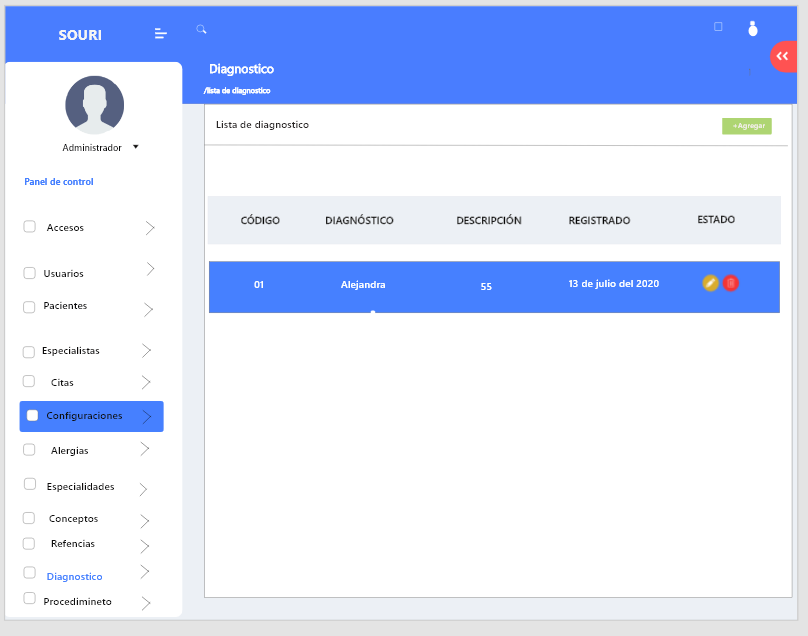 SOURI
Diagnostico
/lista de diagnostico
Administrador
Panel de control
Accesos
Usuarios
Pacientes
Especialistas
Citas
Configuraciones
Alergias
Especialidades
Conceptos
Refencias
Diagnostico
Procedimineto
Lista de diagnostico
+Agregar
CÓDIGO DIAGNÓSTICO DESCRIPCIÓN REGISTRADO ESTADO
01 Alejandra 55 13 de julio del 2020